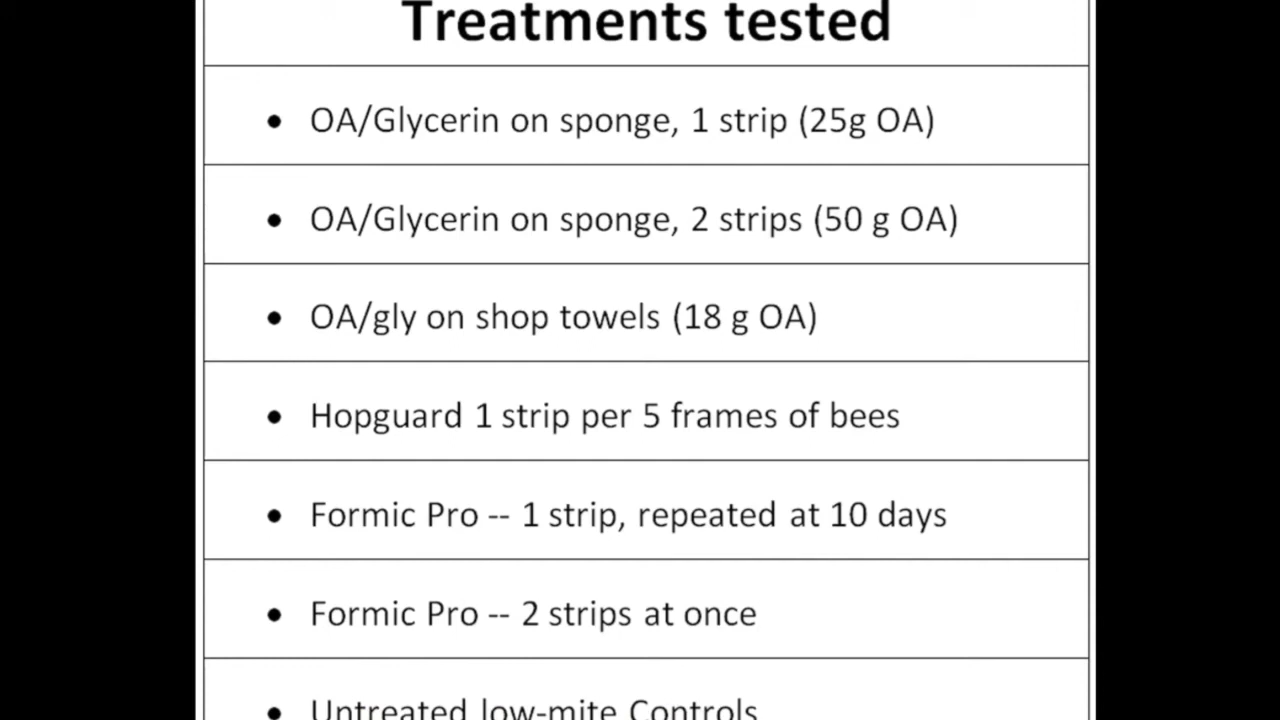 Treatments tested
• OA/Glycerin on sponge, 1 strip (25g OA)
• OA/Glycerin on sponge, 2 strips (50 g OA)
• OA/gly on shop towels (18 g OA)
• Hopguard 1 strip per 5 frames of bees
• Formic Pro -- 1 strip, repeated at 10 days
• Formic Pro -- 2 strips at once
• Untreated low-mite Controls